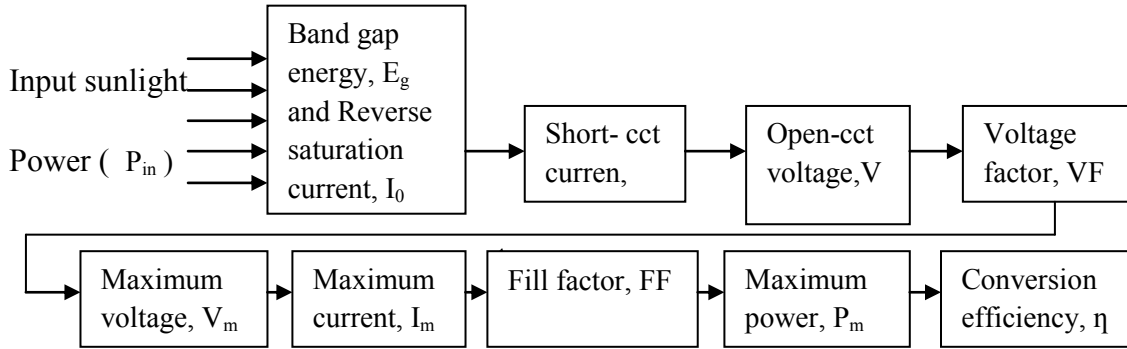 Input sunlight
Power ( P_in )
Band gap
energy, E_g
and Reverse
saturation
current, I_0
Short- cct
curren,
Open-cct
voltage,V
Voltage
factor, VF
Maximum
voltage, V_m
Maximum
current, I_m
Fill factor, FF
Maximum
power, P_m
Conversion
efficiency, η